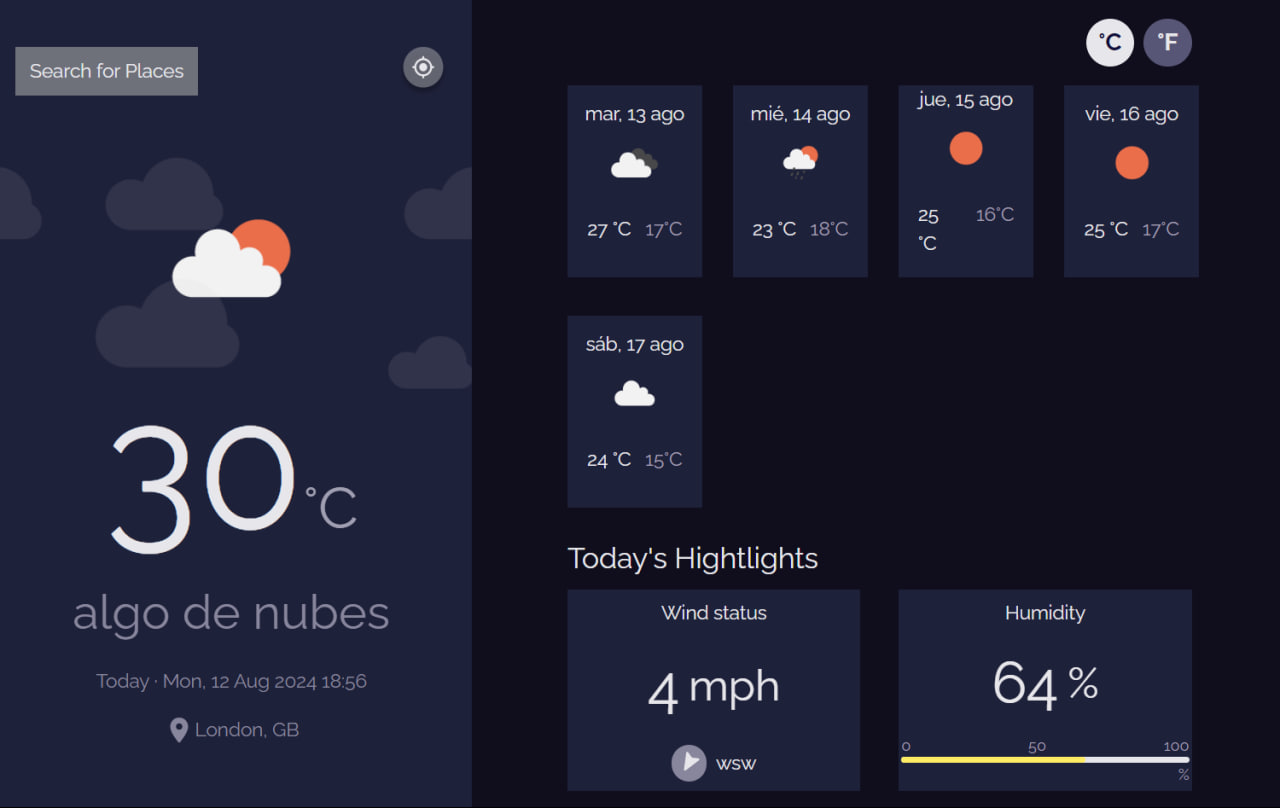 Search for Places
30°C
algo de nubes
Today · Mon, 12 Aug 2024 18:56
London, GB
°C °F
mar, 13 ago
27 °C 17°C
mié, 14 ago
23 °C 18°C
jue, 15 ago
25 16°C
°C
vie, 16 ago
25 °C 17°C
sáb, 17 ago
24 °C 15°C
Today's Hightlights
Wind status
4 mph
wsw
Humidity
64 %
0 50 100
%